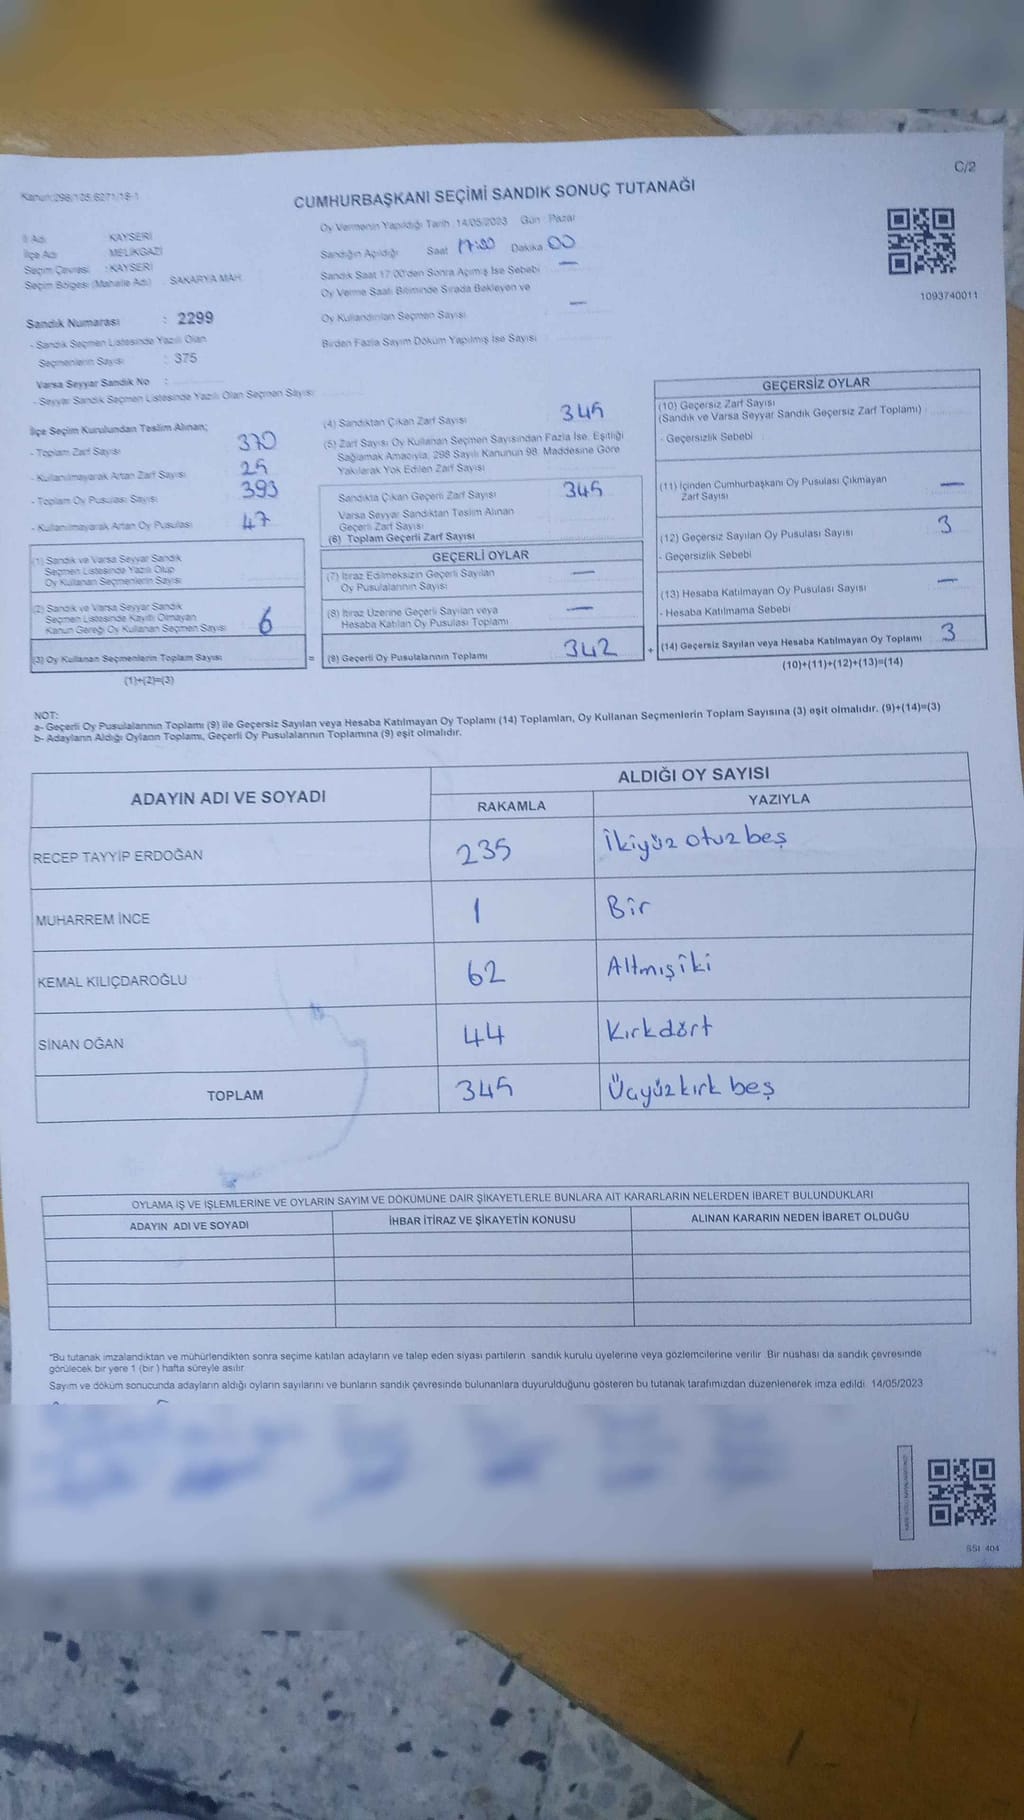 C/2
Kanun:298/105,6271/18-1
CUMHURBAŞKANI SEÇİMİ SANDIK SONUÇ TUTANAĞI
İl Adı : KAYSERİ
İlçe Adı : MELİKGAZİ
Seçim Çevresi : KAYSERİ
Seçim Bölgesi (Mahalle Adı) : SAKARYA MAH.
Oy Vermenin Yapıldığı Tarih : 14/05/2023 Gün : Pazar
Sandığın Açıldığı Saat 17:00 Dakika 00
Sandık Saat 17:00'den Sonra Açılmış İse Sebebi : —
Oy Verme Saati Bitiminde Sırada Bekleyen ve
Oy Kullandırılan Seçmen Sayısı : —
Birden Fazla Sayım Döküm Yapılmış İse Sayısı :
1093740011
Sandık Numarası : 2299
- Sandık Seçmen Listesinde Yazılı Olan
Seçmenlerin Sayısı : 375
Varsa Seyyar Sandık No :
- Seyyar Sandık Seçmen Listesinde Yazılı Olan Seçmen Sayısı:
İlçe Seçim Kurulundan Teslim Alınan;
- Toplam Zarf Sayısı 370
- Kullanılmayarak Artan Zarf Sayısı 25
- Toplam Oy Pusulası Sayısı 393
- Kullanılmayarak Artan Oy Pusulası 47
(1) Sandık ve Varsa Seyyar Sandık
Seçmen Listesinde Yazılı Olup
Oy Kullanan Seçmenlerin Sayısı
(2) Sandık ve Varsa Seyyar Sandık
Seçmen Listesinde Kayıtlı Olmayan
Kanun Gereği Oy Kullanan Seçmen Sayısı 6
(3) Oy Kullanan Seçmenlerin Toplam Sayısı
(1)+(2)=(3)
(4) Sandıktan Çıkan Zarf Sayısı 345
(5) Zarf Sayısı Oy Kullanan Seçmen Sayısından Fazla İse, Eşitliği
Sağlamak Amacıyla, 298 Sayılı Kanunun 98. Maddesine Göre
Yakılarak Yok Edilen Zarf Sayısı
Sandıkta Çıkan Geçerli Zarf Sayısı 345
Varsa Seyyar Sandıktan Teslim Alınan
Geçerli Zarf Sayısı
(6) Toplam Geçerli Zarf Sayısı
GEÇERLİ OYLAR
(7) İtiraz Edilmeksizin Geçerli Sayılan
Oy Pusulalarının Sayısı —
(8) İtiraz Üzerine Geçerli Sayılan veya
Hesaba Katılan Oy Pusulası Toplamı —
= (9) Geçerli Oy Pusulalarının Toplamı 342
GEÇERSİZ OYLAR
(10) Geçersiz Zarf Sayısı
(Sandık ve Varsa Seyyar Sandık Geçersiz Zarf Toplamı)
- Geçersizlik Sebebi
(11) İçinden Cumhurbaşkanı Oy Pusulası Çıkmayan
Zarf Sayısı —
(12) Geçersiz Sayılan Oy Pusulası Sayısı 3
- Geçersizlik Sebebi
(13) Hesaba Katılmayan Oy Pusulası Sayısı —
- Hesaba Katılmama Sebebi
+ (14) Geçersiz Sayılan veya Hesaba Katılmayan Oy Toplamı 3
(10)+(11)+(12)+(13)=(14)
NOT:
a- Geçerli Oy Pusulalarının Toplamı (9) ile Geçersiz Sayılan veya Hesaba Katılmayan Oy Toplamı (14) Toplamları, Oy Kullanan Seçmenlerin Toplam Sayısına (3) eşit olmalıdır. (9)+(14)=(3)
b- Adayların Aldığı Oyların Toplamı, Geçerli Oy Pusulalarının Toplamına (9) eşit olmalıdır.
ADAYIN ADI VE SOYADI
ALDIĞI OY SAYISI
RAKAMLA YAZIYLA
RECEP TAYYİP ERDOĞAN 235 İkiyüz otuz beş
MUHARREM İNCE 1 Bir
KEMAL KILIÇDAROĞLU 62 Altmış iki
SİNAN OĞAN 44 Kırkdört
TOPLAM 345 Üçyüz kırk beş
OYLAMA İŞ VE İŞLEMLERİNE VE OYLARIN SAYIM VE DÖKÜMÜNE DAİR ŞİKAYETLERLE BUNLARA AİT KARARLARIN NELERDEN İBARET BULUNDUKLARI
ADAYIN ADI VE SOYADI İHBAR İTİRAZ VE ŞİKAYETİN KONUSU ALINAN KARARIN NEDEN İBARET OLDUĞU
*Bu tutanak imzalandıktan ve mühürlendikten sonra seçime katılan adayların ve talep eden siyasi partilerin sandık kurulu üyelerine veya gözlemcilerine verilir. Bir nüshası da sandık çevresinde
görülecek bir yere 1 (bir ) hafta süreyle asılır.
Sayım ve döküm sonucunda adayların aldığı oyların sayılarını ve bunların sandık çevresinde bulunanlara duyurulduğunu gösteren bu tutanak tarafımızdan düzenlenerek imza edildi. 14/05/2023
SSI: 404